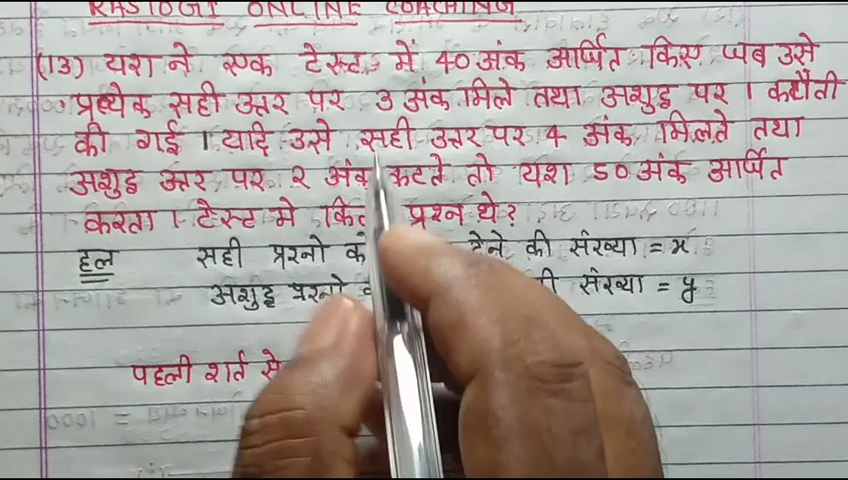 RASTOGI ONLINE COACHING
(13) यश ने एक टेस्ट में 40 अंक अर्जित किए जब उसे
प्रत्येक सही उत्तर पर 3 अंक मिले तथा अशुद्ध पर 1 कटौती
की गई । यदि उसे सही उत्तर पर 4 अंक मिलते तथा
अशुद्ध उत्तर पर 2 अंक कटते तो यश 50 अंक अर्जित
करता । टेस्ट मे प्रश्न थे ?
हल सही प्रश्नो देने की संख्या = x
अशुद्ध प्रश्नो संख्या = y
पहली शर्त से